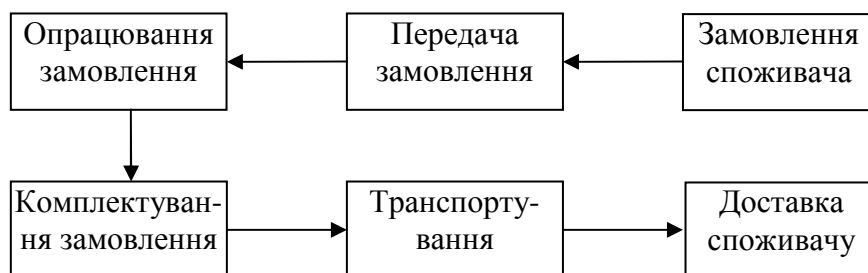 Опрацювання
замовлення
Передача
замовлення
Замовлення
споживача
Комплектуван-
ня замовлення
Транспорту-
вання
Доставка
споживачу